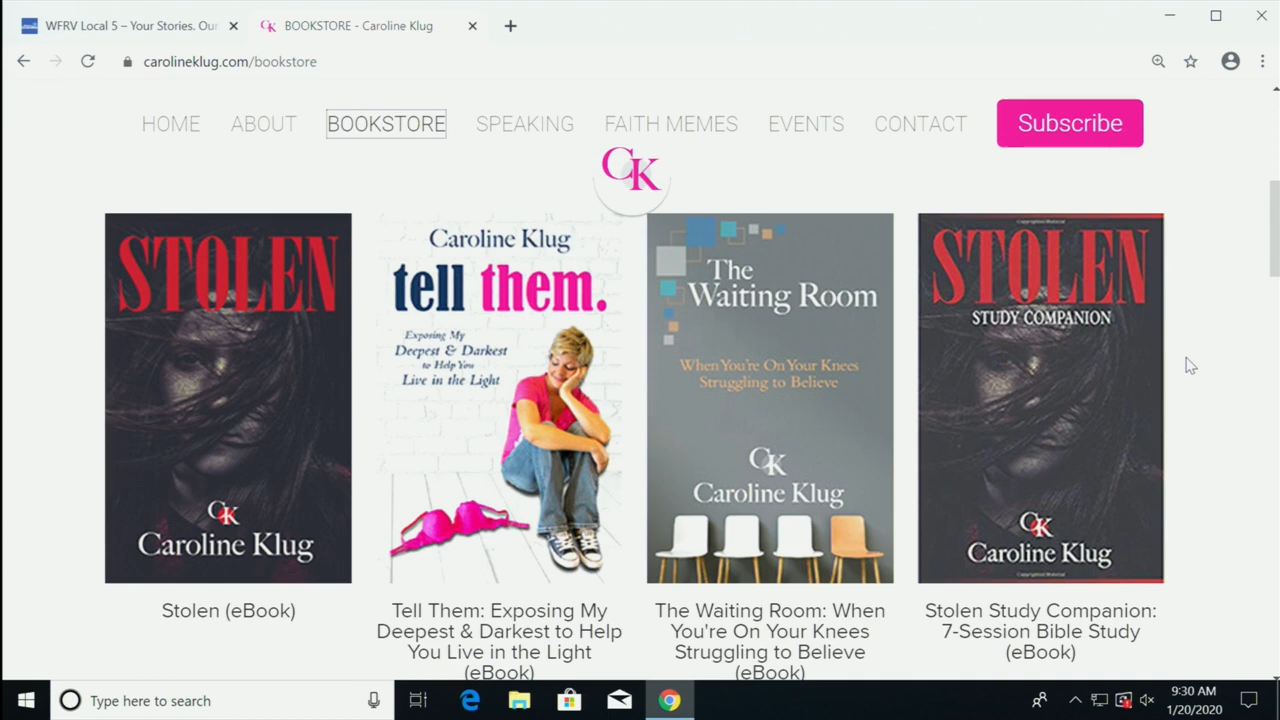 WFRV Local 5 – Your Stories. Our
BOOKSTORE - Caroline Klug
carolineklug.com/bookstore
HOME ABOUT BOOKSTORE SPEAKING FAITH MEMES EVENTS CONTACT Subscribe
CK
STOLEN
CK
Caroline Klug
Caroline Klug
tell them.
Exposing My
Deepest & Darkest
to Help You
Live in the Light
The
Waiting Room
When You're On Your Knees
Struggling to Believe
CK
Caroline Klug
Copyrighted Material
STOLEN
STUDY COMPANION
CK
Caroline Klug
Copyrighted Material
Stolen (eBook)
Tell Them: Exposing My
Deepest & Darkest to Help
You Live in the Light
(eBook)
The Waiting Room: When
You're On Your Knees
Struggling to Believe
(eBook)
Stolen Study Companion:
7-Session Bible Study
(eBook)
Type here to search
9:30 AM
1/20/2020